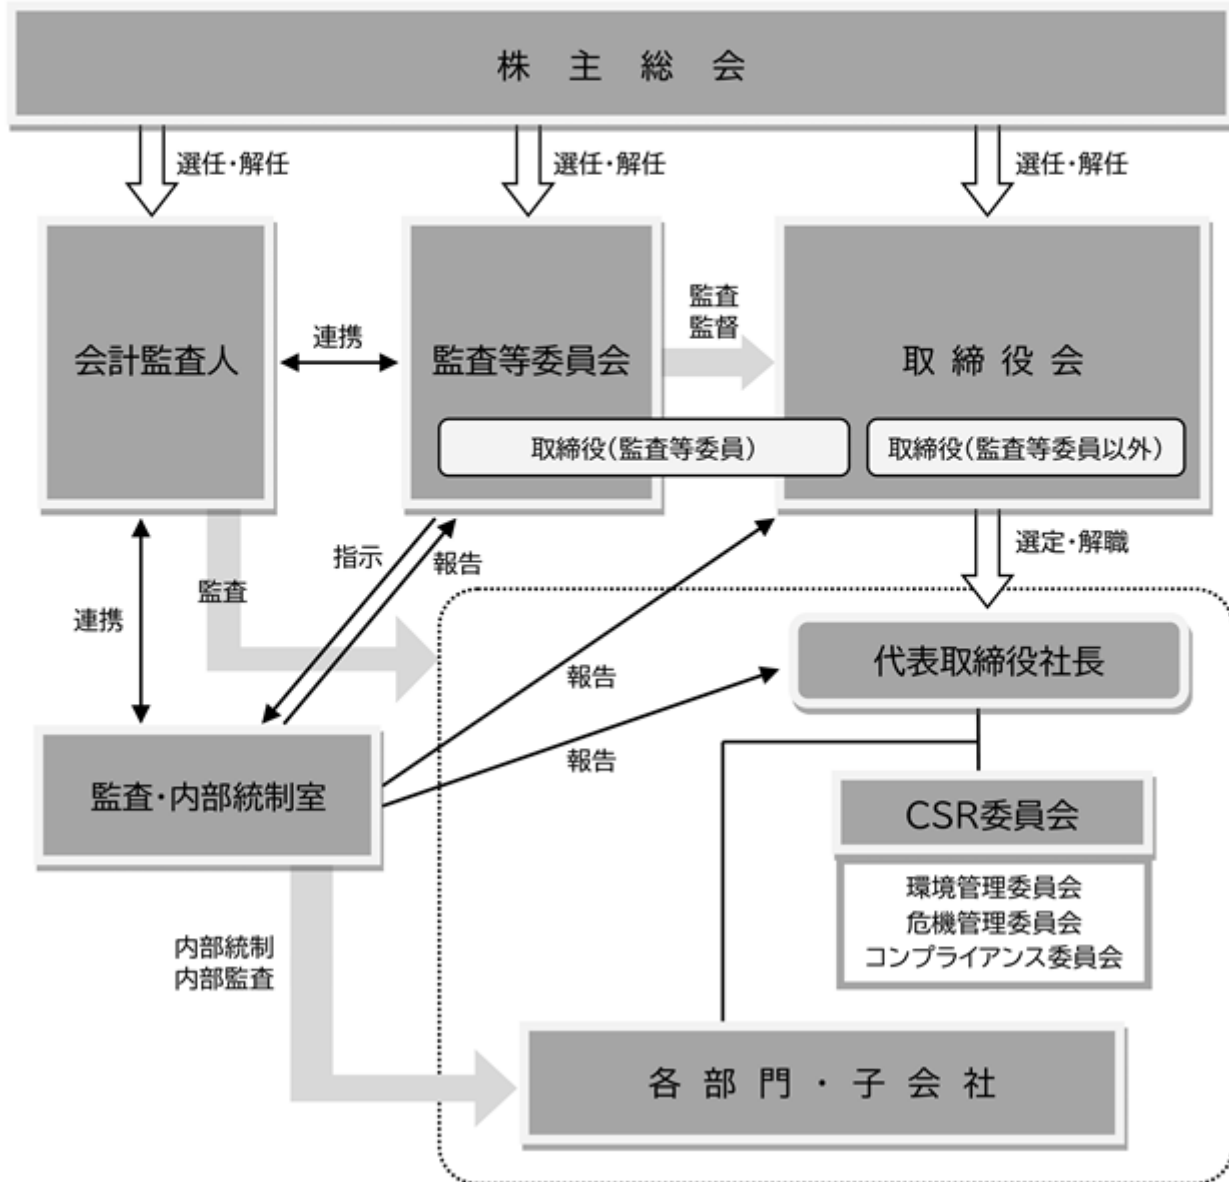 株主総会
選任・解任
選任・解任
選任・解任
会計監査人
連携
監査等委員会
監査
監督
取締役会
取締役(監査等委員)
取締役(監査等委員以外)
指示
報告
選定・解職
監査
連携
代表取締役社長
報告
報告
監査・内部統制室
CSR委員会
環境管理委員会
危機管理委員会
コンプライアンス委員会
内部統制
内部監査
各部門・子会社